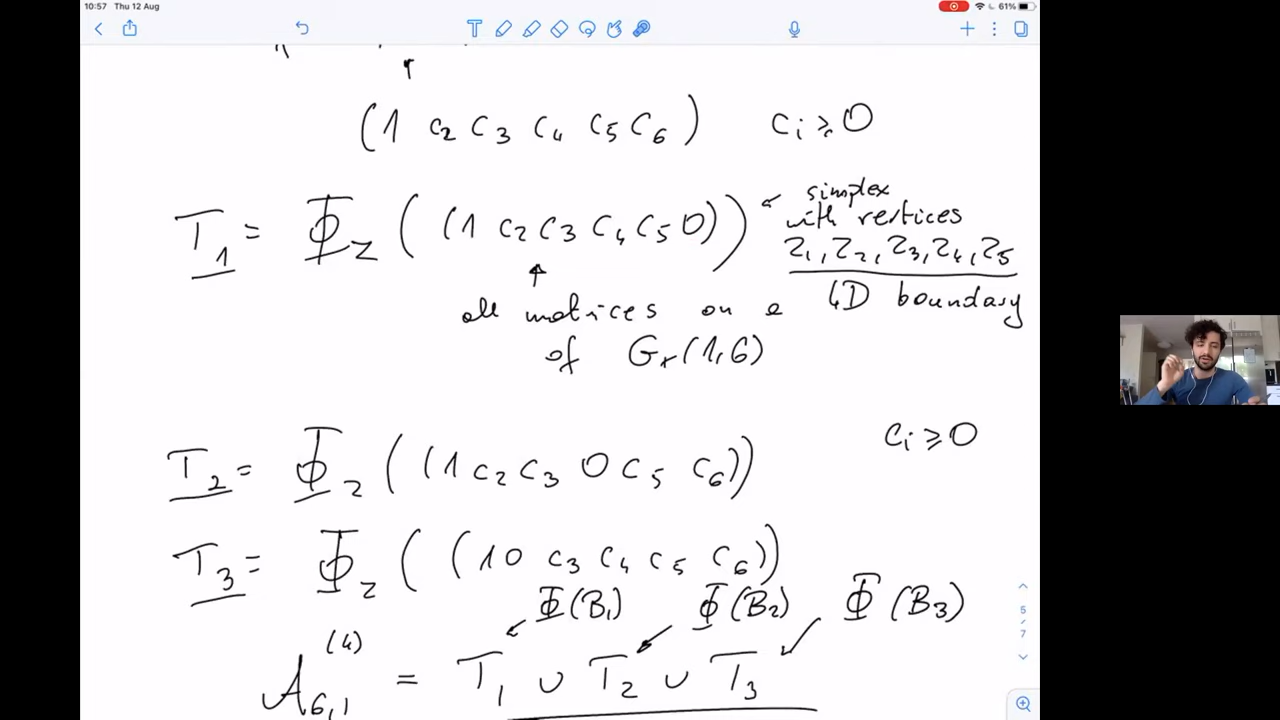 10:57 Thu 12 Aug
61%
(1 c₂ c₃ c₄ c₅ c₆) cᵢ ≥ 0
T₁ = Φ_Z ( (1 c₂ c₃ c₄ c₅ 0) ) ← simplex
with vertices
Z₁, Z₂, Z₃, Z₄, Z₅
↑
all matrices on a 4D boundary
of Gr(1,6)
cᵢ ≥ 0
T₂ = Φ_Z ( (1 c₂ c₃ 0 c₅ c₆) )
T₃ = Φ_Z ( (1 0 c₃ c₄ c₅ c₆)
Φ(B₁) Φ(B₂) Φ(B₃)
A₆,₁⁽⁴⁾ = T₁ ∪ T₂ ∪ T₃
5
/
7